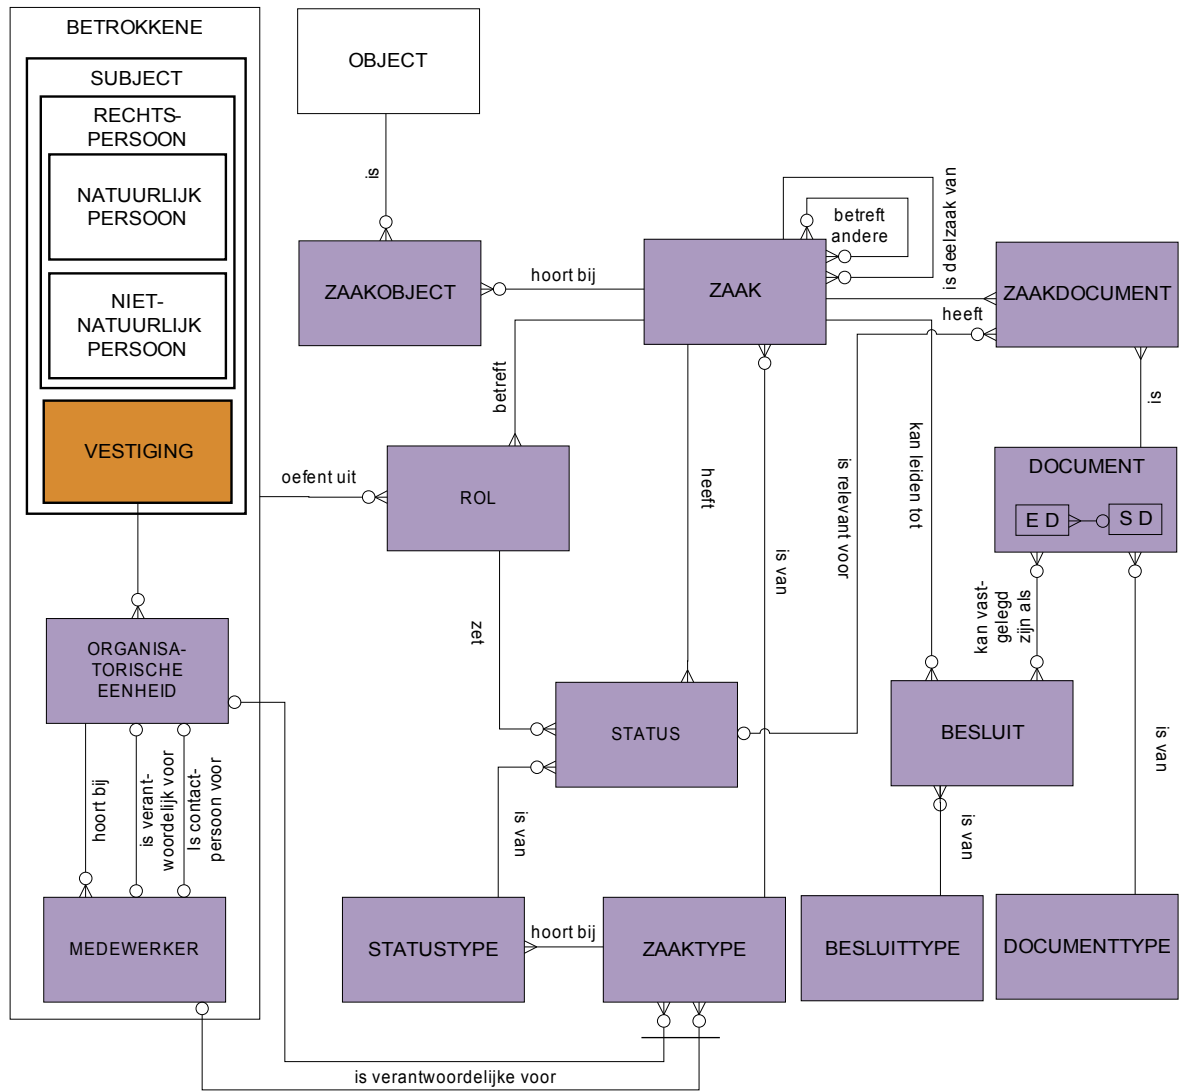 BETROKKENE
SUBJECT
RECHTS-
PERSOON
NATUURLIJK
PERSOON
NIET-
NATUURLIJK
PERSOON
VESTIGING
ORGANISA-
TORISCHE
EENHEID
hoort bij
is verant-
woordelijk voor
Is contact-
persoon voor
MEDEWERKER
OBJECT
is
ZAAKOBJECT
hoort bij
ZAAK
betreft
andere
is deelzaak van
ZAAKDOCUMENT
heeft
is
betreft
oefent uit
ROL
zet
heeft
is van
is relevant voor
kan leiden tot
DOCUMENT
E D
S D
kan vast-
gelegd
zijn als
is van
STATUS
BESLUIT
is van
is van
STATUSTYPE
hoort bij
ZAAKTYPE
BESLUITTYPE
DOCUMENTTYPE
is verantwoordelijke voor